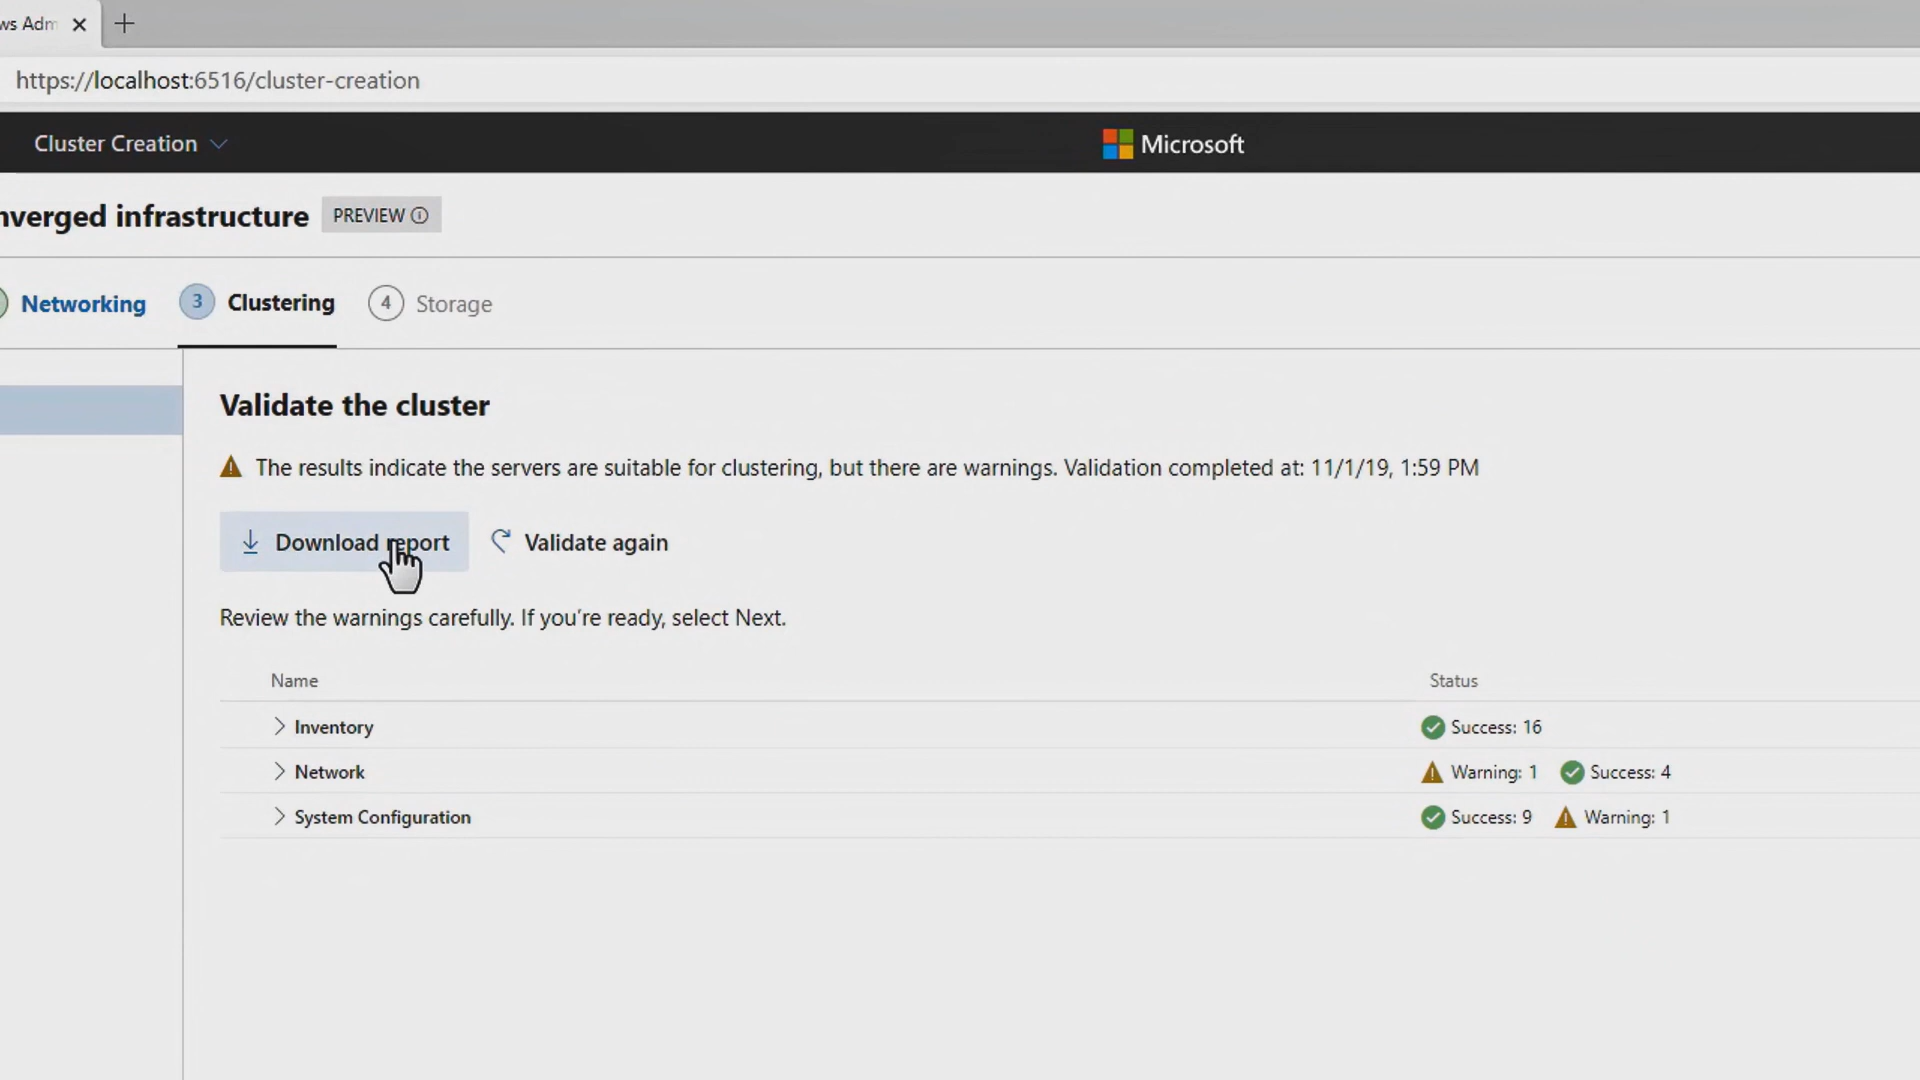 ws Adm
https://localhost:6516/cluster-creation
Cluster Creation
Microsoft
nverged infrastructure PREVIEW
Networking 3 Clustering 4 Storage
Validate the cluster
The results indicate the servers are suitable for clustering, but there are warnings. Validation completed at: 11/1/19, 1:59 PM
Download report Validate again
Review the warnings carefully. If you’re ready, select Next.
Name Status
Inventory Success: 16
Network Warning: 1 Success: 4
System Configuration Success: 9 Warning: 1